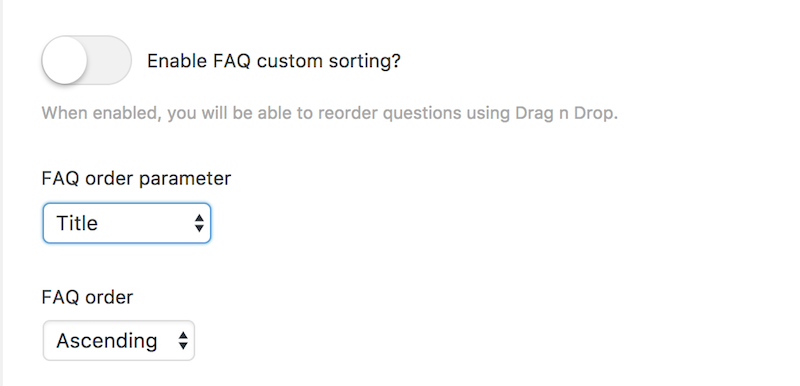 Enable FAQ custom sorting?
When enabled, you will be able to reorder questions using Drag n Drop.
FAQ order parameter
Title
FAQ order
Ascending